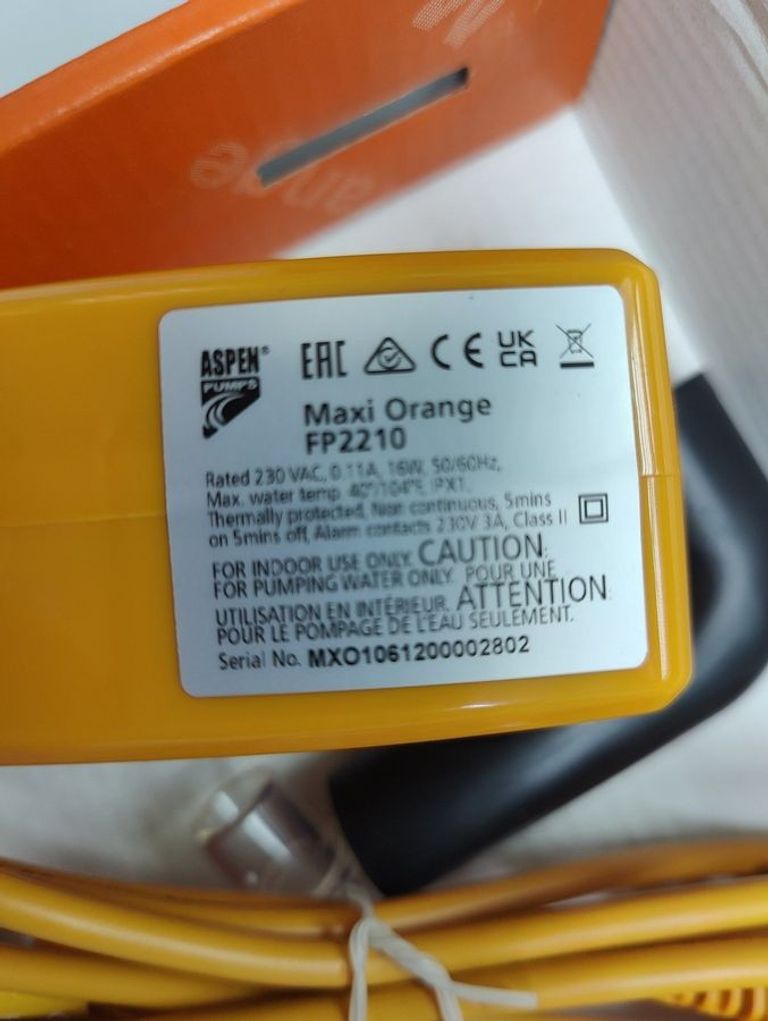 ange
ASPEN®
PUMPS
EAC
CE
UK
CA
Maxi Orange
FP2210
Rated 230 VAC, 0.11A, 16W, 50/60Hz,
Max. water temp. 40°/104°F, IPX1,
Thermally protected, Non continuous, 5mins
on 5mins off, Alarm contacts 230V 3A, Class II
FOR INDOOR USE ONLY. CAUTION:
FOR PUMPING WATER ONLY. POUR UNE
UTILISATION EN INTÉRIEUR. ATTENTION
POUR LE POMPAGE DE L'EAU SEULEMENT.
Serial No. MXO1061200002802